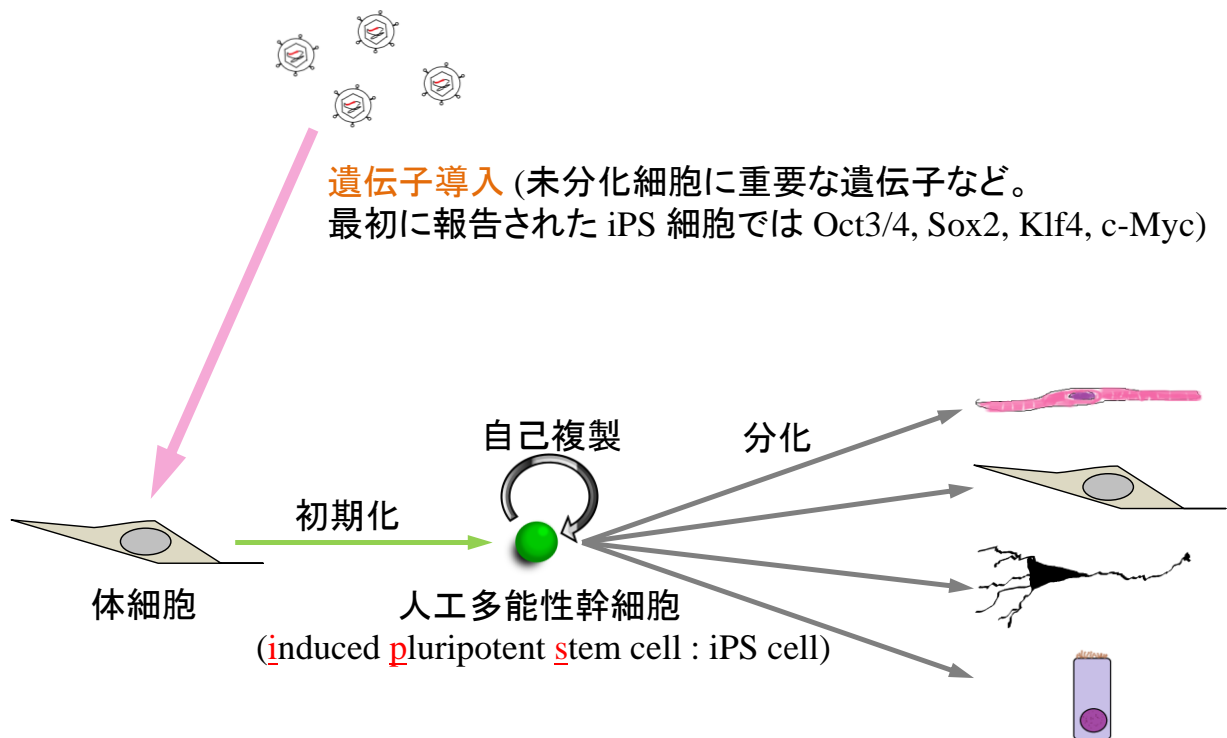 遺伝子導入 (未分化細胞に重要な遺伝子など。
最初に報告された iPS 細胞では Oct3/4, Sox2, Klf4, c-Myc)
自己複製
分化
初期化
体細胞
人工多能性幹細胞
(induced pluripotent stem cell : iPS cell)